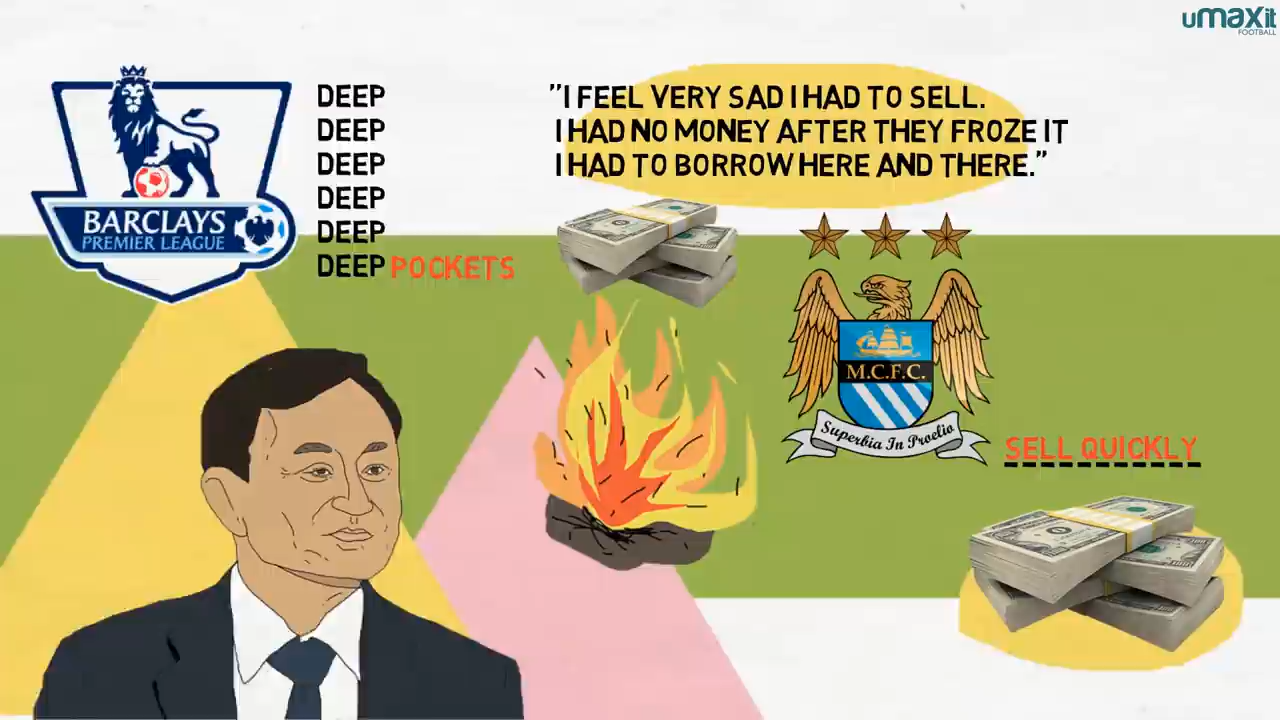 uMAXit
FOOTBALL
BARCLAYS
PREMIER LEAGUE
DEEP
DEEP
DEEP
DEEP
DEEP
DEEP POCKETS
"I FEEL VERY SAD I HAD TO SELL.
I HAD NO MONEY AFTER THEY FROZE IT
I HAD TO BORROW HERE AND THERE."
M.C.F.C.
Superbia In Proelio
SELL QUICKLY